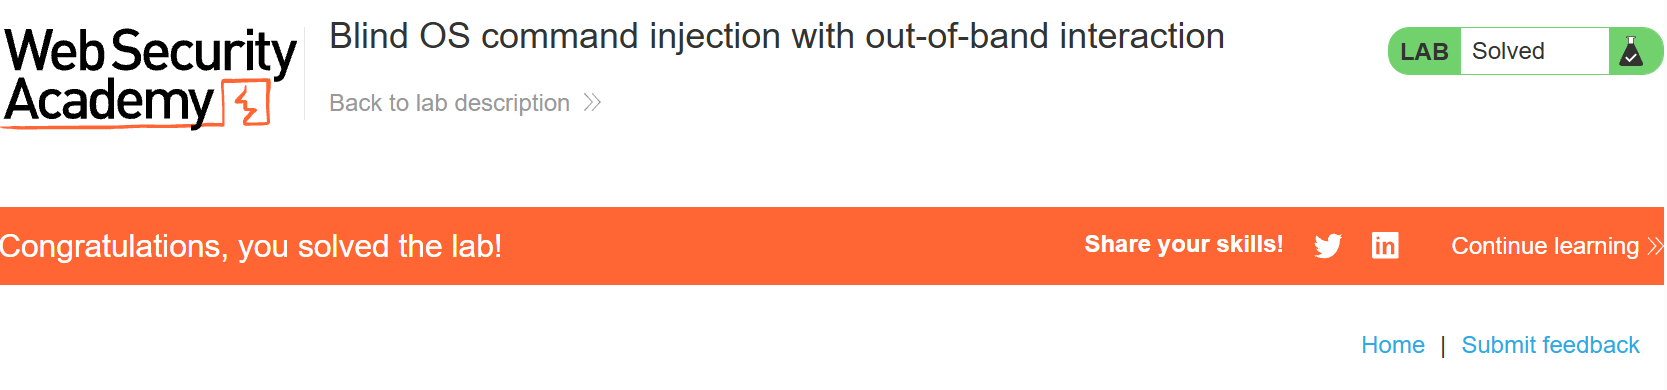 Web Security
Academy
Blind OS command injection with out-of-band interaction
Back to lab description
LAB Solved
Congratulations, you solved the lab!
Share your skills!
Continue learning
Home | Submit feedback